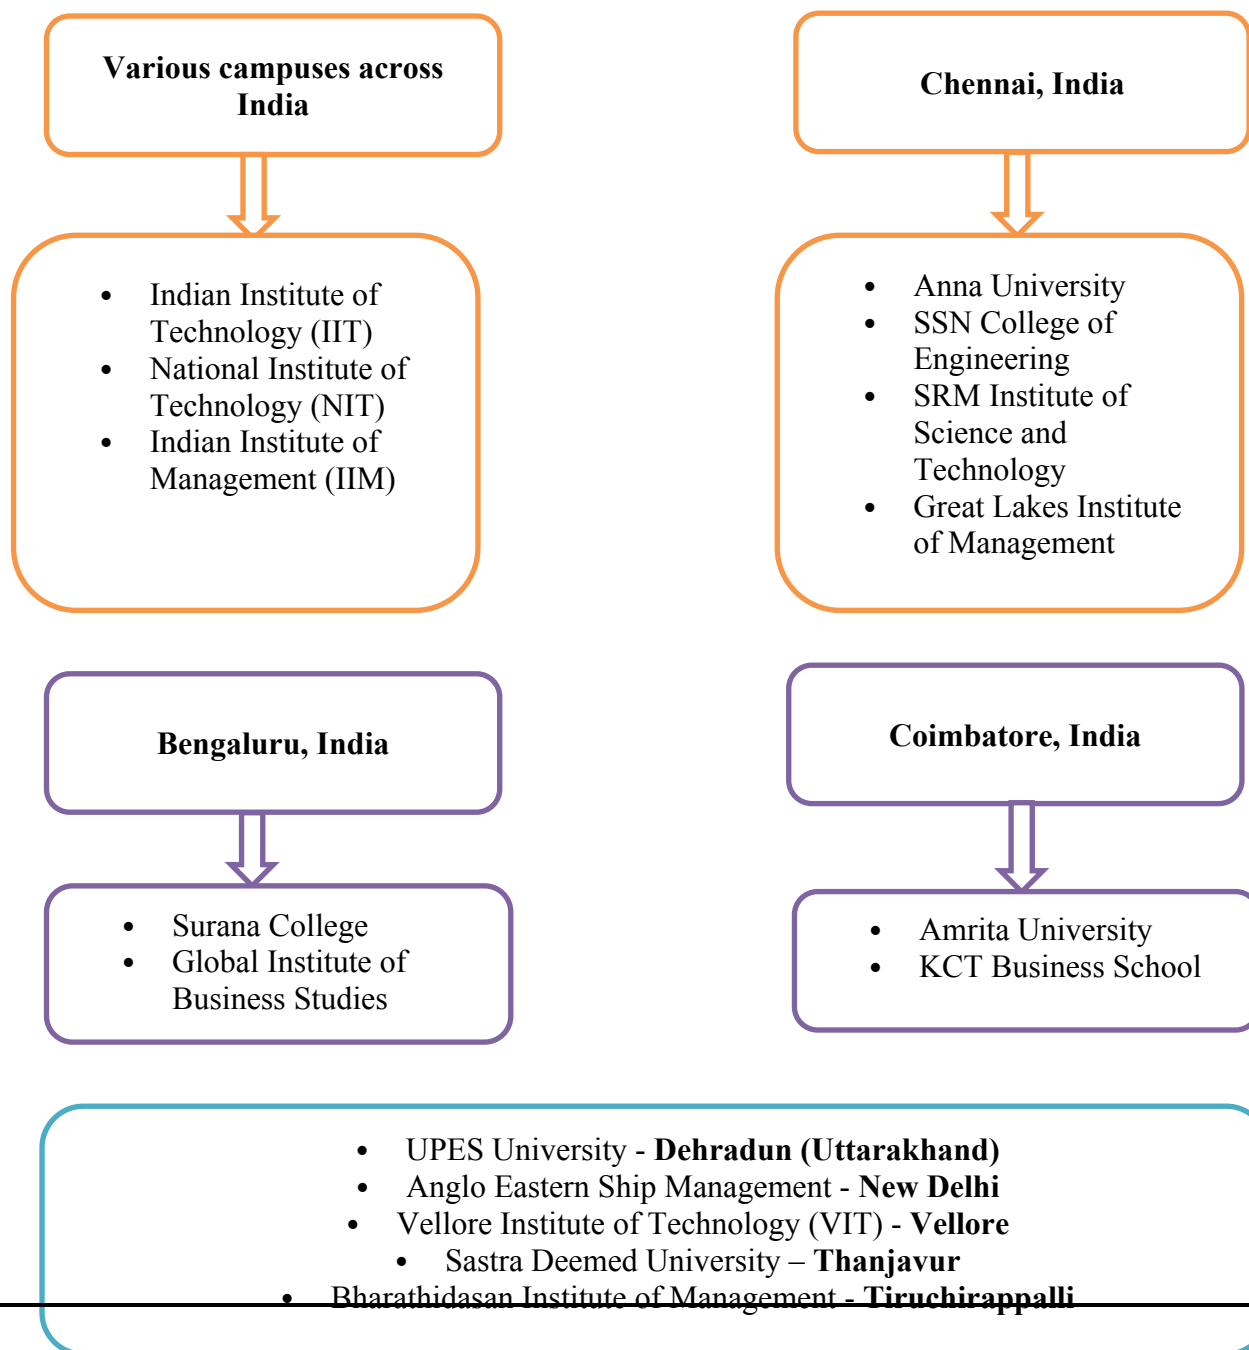 Various campuses across
India
• Indian Institute of
Technology (IIT)
• National Institute of
Technology (NIT)
• Indian Institute of
Management (IIM)
Chennai, India
• Anna University
• SSN College of
Engineering
• SRM Institute of
Science and
Technology
• Great Lakes Institute
of Management
Bengaluru, India
• Surana College
• Global Institute of
Business Studies
Coimbatore, India
• Amrita University
• KCT Business School
• UPES University - Dehradun (Uttarakhand)
• Anglo Eastern Ship Management - New Delhi
• Vellore Institute of Technology (VIT) - Vellore
• Sastra Deemed University – Thanjavur
• Bharathidasan Institute of Management - Tiruchirappalli